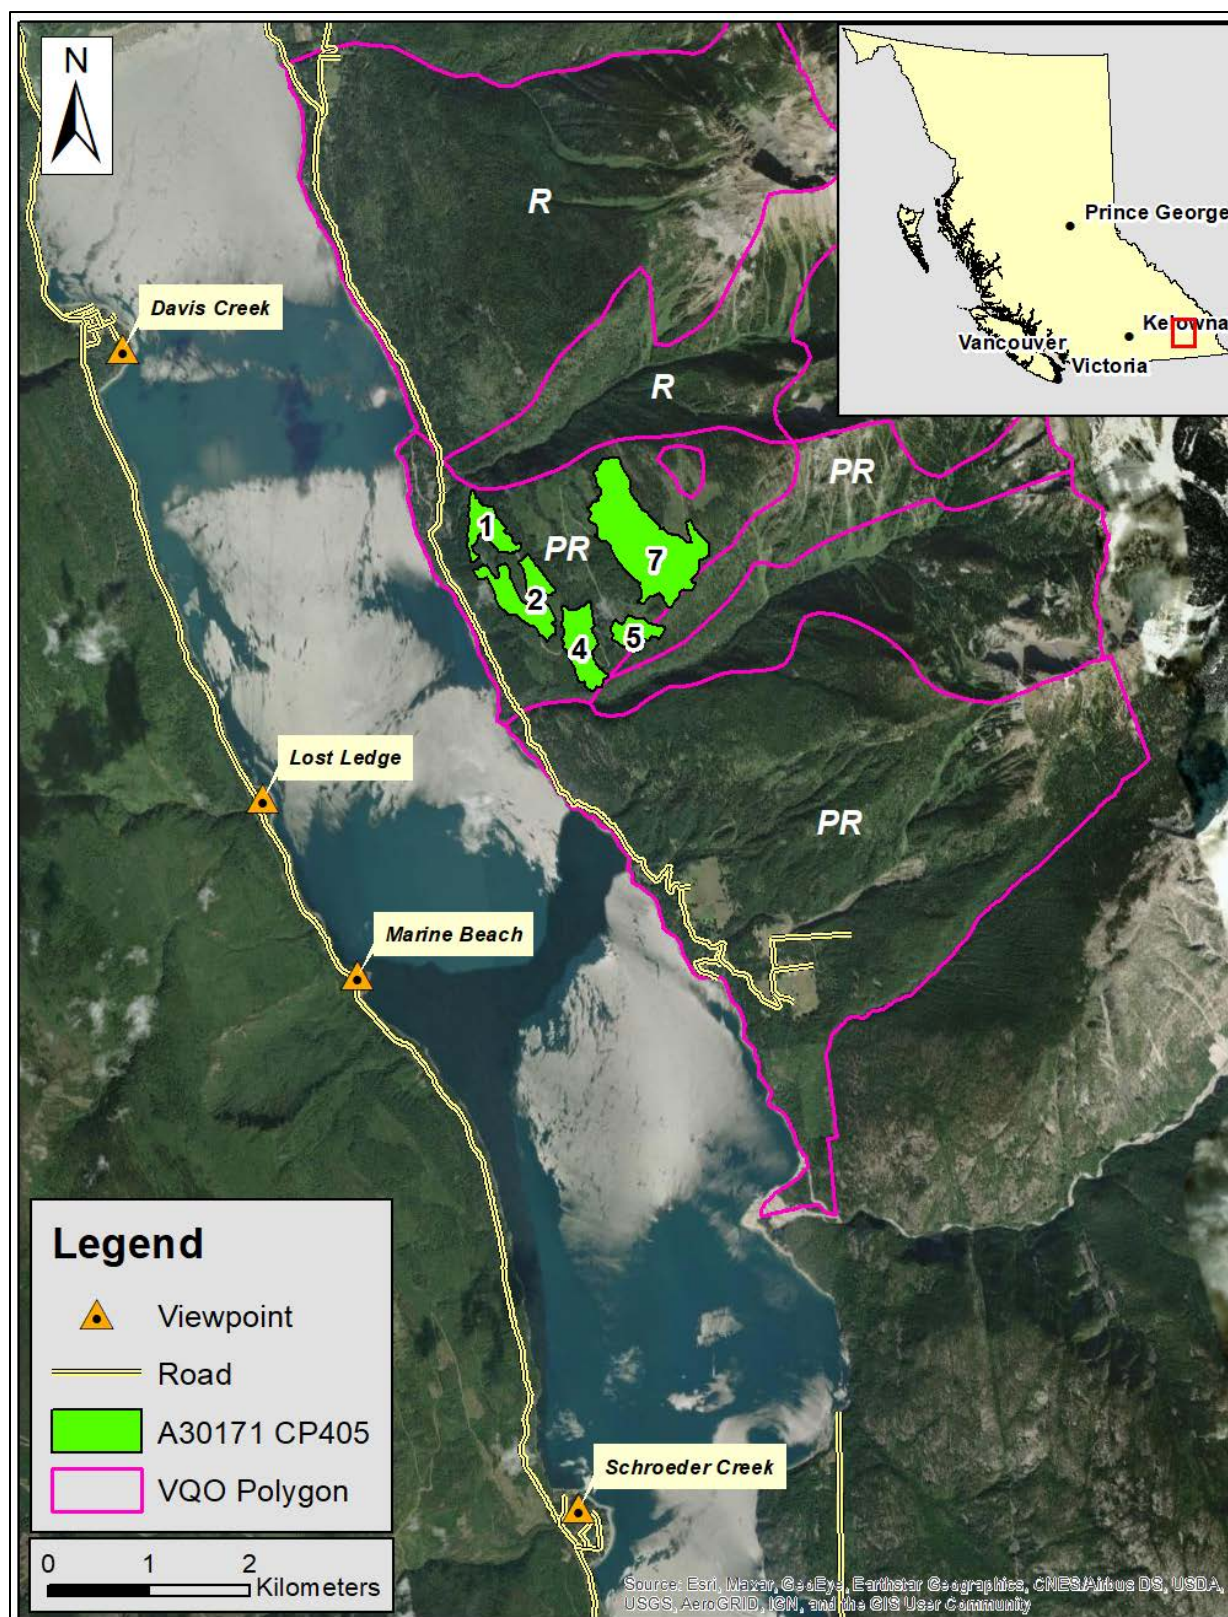 N
Prince George
Kelowna
Vancouver
Victoria
R
Davis Creek
R
PR
1
PR
7
2
5
4
Lost Ledge
PR
Marine Beach
Legend
Viewpoint
Road
A30171 CP405
VQO Polygon
Schroeder Creek
0 1 2
Kilometers
Source: Esri, Maxar, GeoEye, Earthstar Geographics, CNES/Airbus DS, USDA,
USGS, AeroGRID, IGN, and the GIS User Community